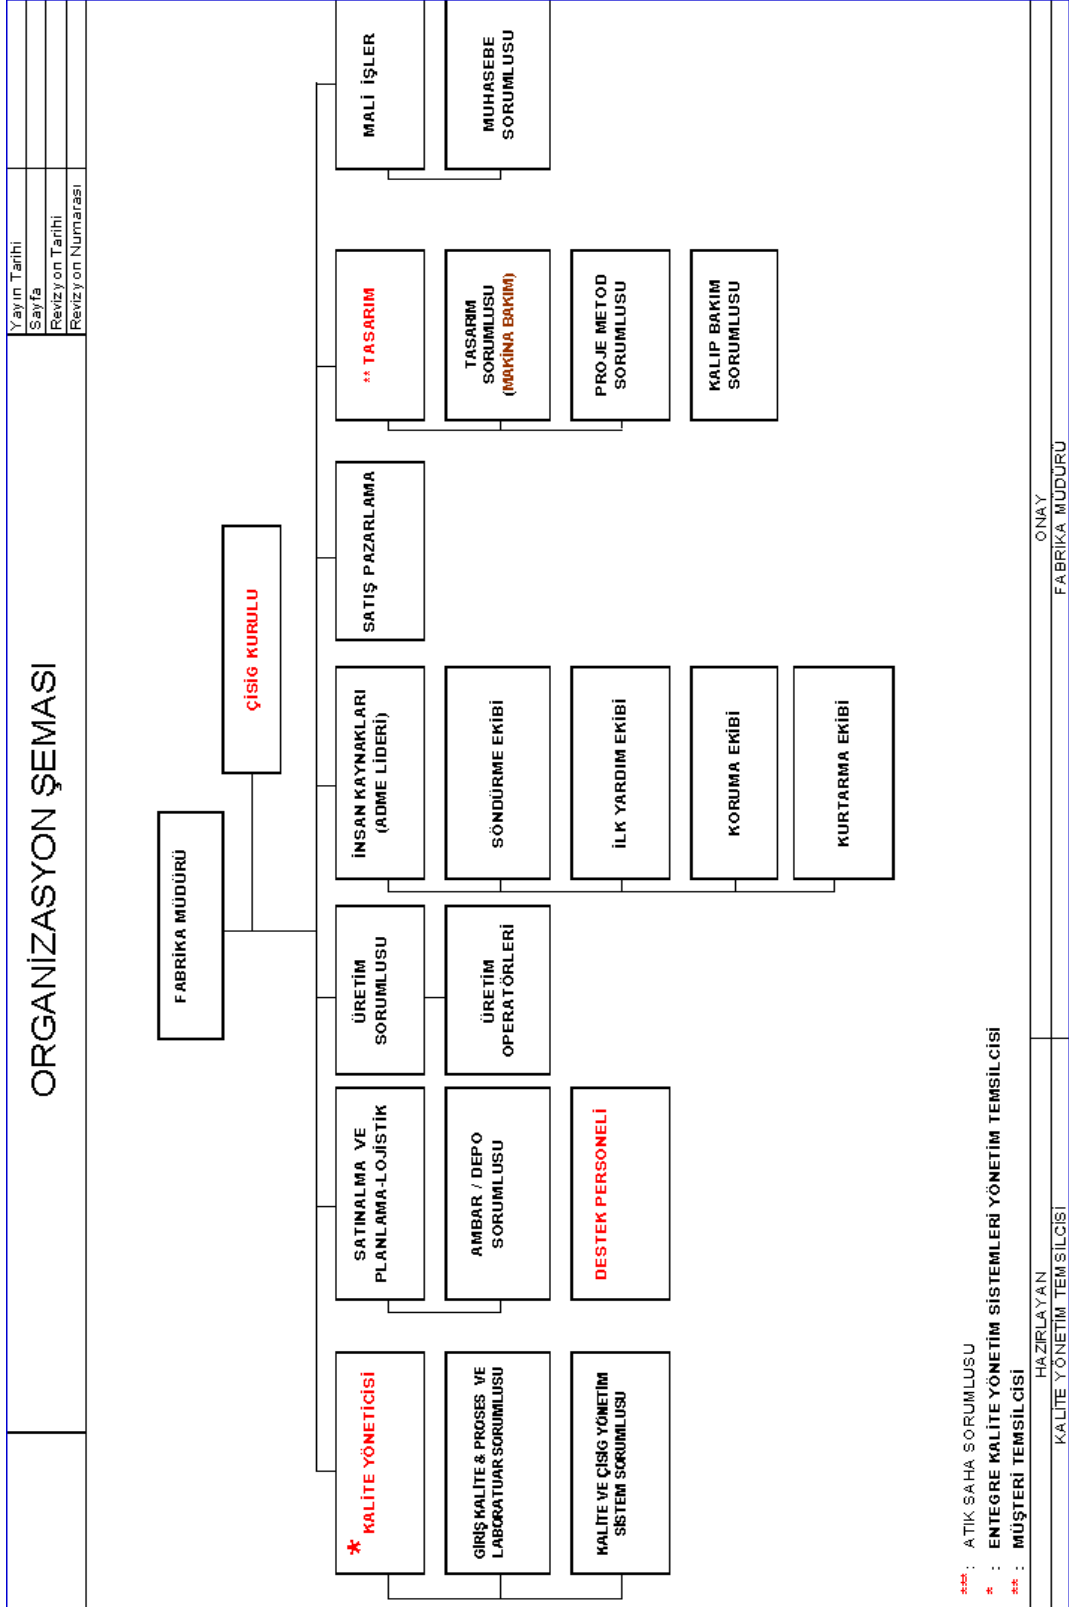 ORGANİZASYON ŞEMASI
Yayın Tarihi
Sayfa
Revizyon Tarihi
Revizyon Numarası
FABRİKA MÜDÜRÜ
ÇİSİG KURULU
* KALİTE YÖNETİCİSİ
GİRİŞ KALİTE & PROSES VE
LABORATUAR SORUMLUSU
KALİTE VE ÇİSİG YÖNETİM
SİSTEM SORUMLUSU
SATINALMA VE
PLANLAMA-LOJİSTİK
AMBAR / DEPO
SORUMLUSU
DESTEK PERSONELİ
ÜRETİM
SORUMLUSU
ÜRETİM
OPERATÖRLERİ
İNSAN KAYNAKLARI
(ADME LİDERİ)
SÖNDÜRME EKİBİ
İLK YARDIM EKİBİ
KORUMA EKİBİ
KURTARMA EKİBİ
SATIŞ PAZARLAMA
** TASARIM
TASARIM
SORUMLUSU
(MAKİNA BAKIM)
PROJE METOD
SORUMLUSU
KALIP BAKIM
SORUMLUSU
MALİ İŞLER
MUHASEBE
SORUMLUSU
*** : ATIK SAHA SORUMLUSU
* : ENTEGRE KALİTE YÖNETİM SİSTEMLERİ YÖNETİM TEMSİLCİSİ
** : MÜŞTERİ TEMSİLCİSİ
HAZIRLAYAN
KALİTE YÖNETİM TEMSİLCİSİ
ONAY
FABRİKA MÜDÜRÜ